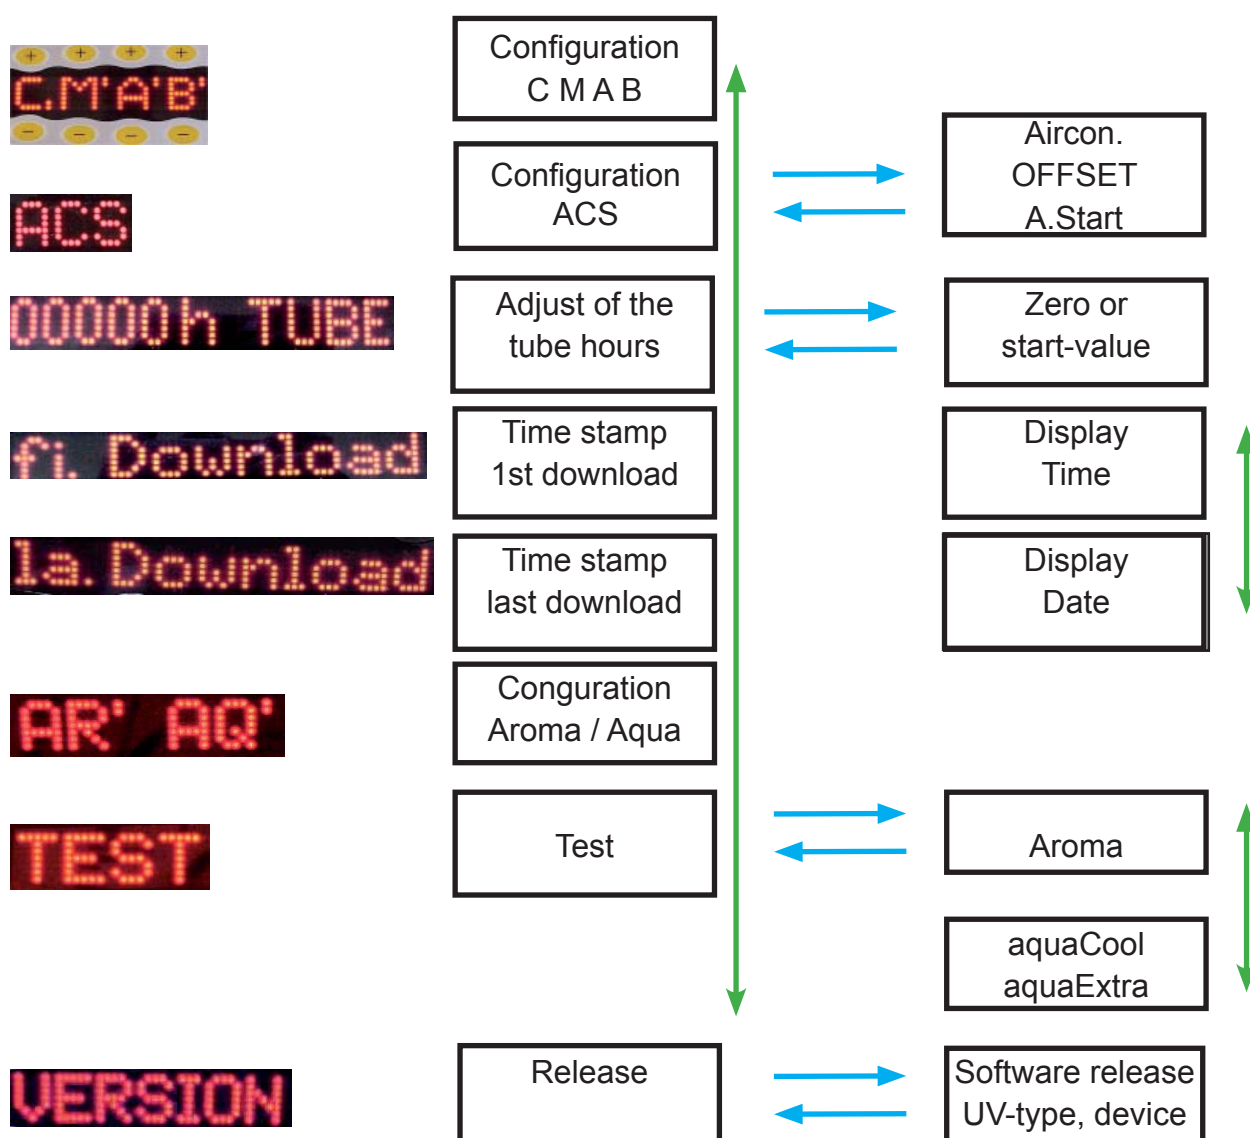 + + + +
C.M'A'B'
- - - -
Configuration
C M A B
ACS
Configuration
ACS
Aircon.
OFFSET
A.Start
00000h TUBE
Adjust of the
tube hours
Zero or
start-value
fi. Download
Time stamp
1st download
Display
Time
la. Download
Time stamp
last download
Display
Date
AR' AQ'
Conguration
Aroma / Aqua
TEST
Test
Aroma
aquaCool
aquaExtra
VERSION
Release
Software release
UV-type, device